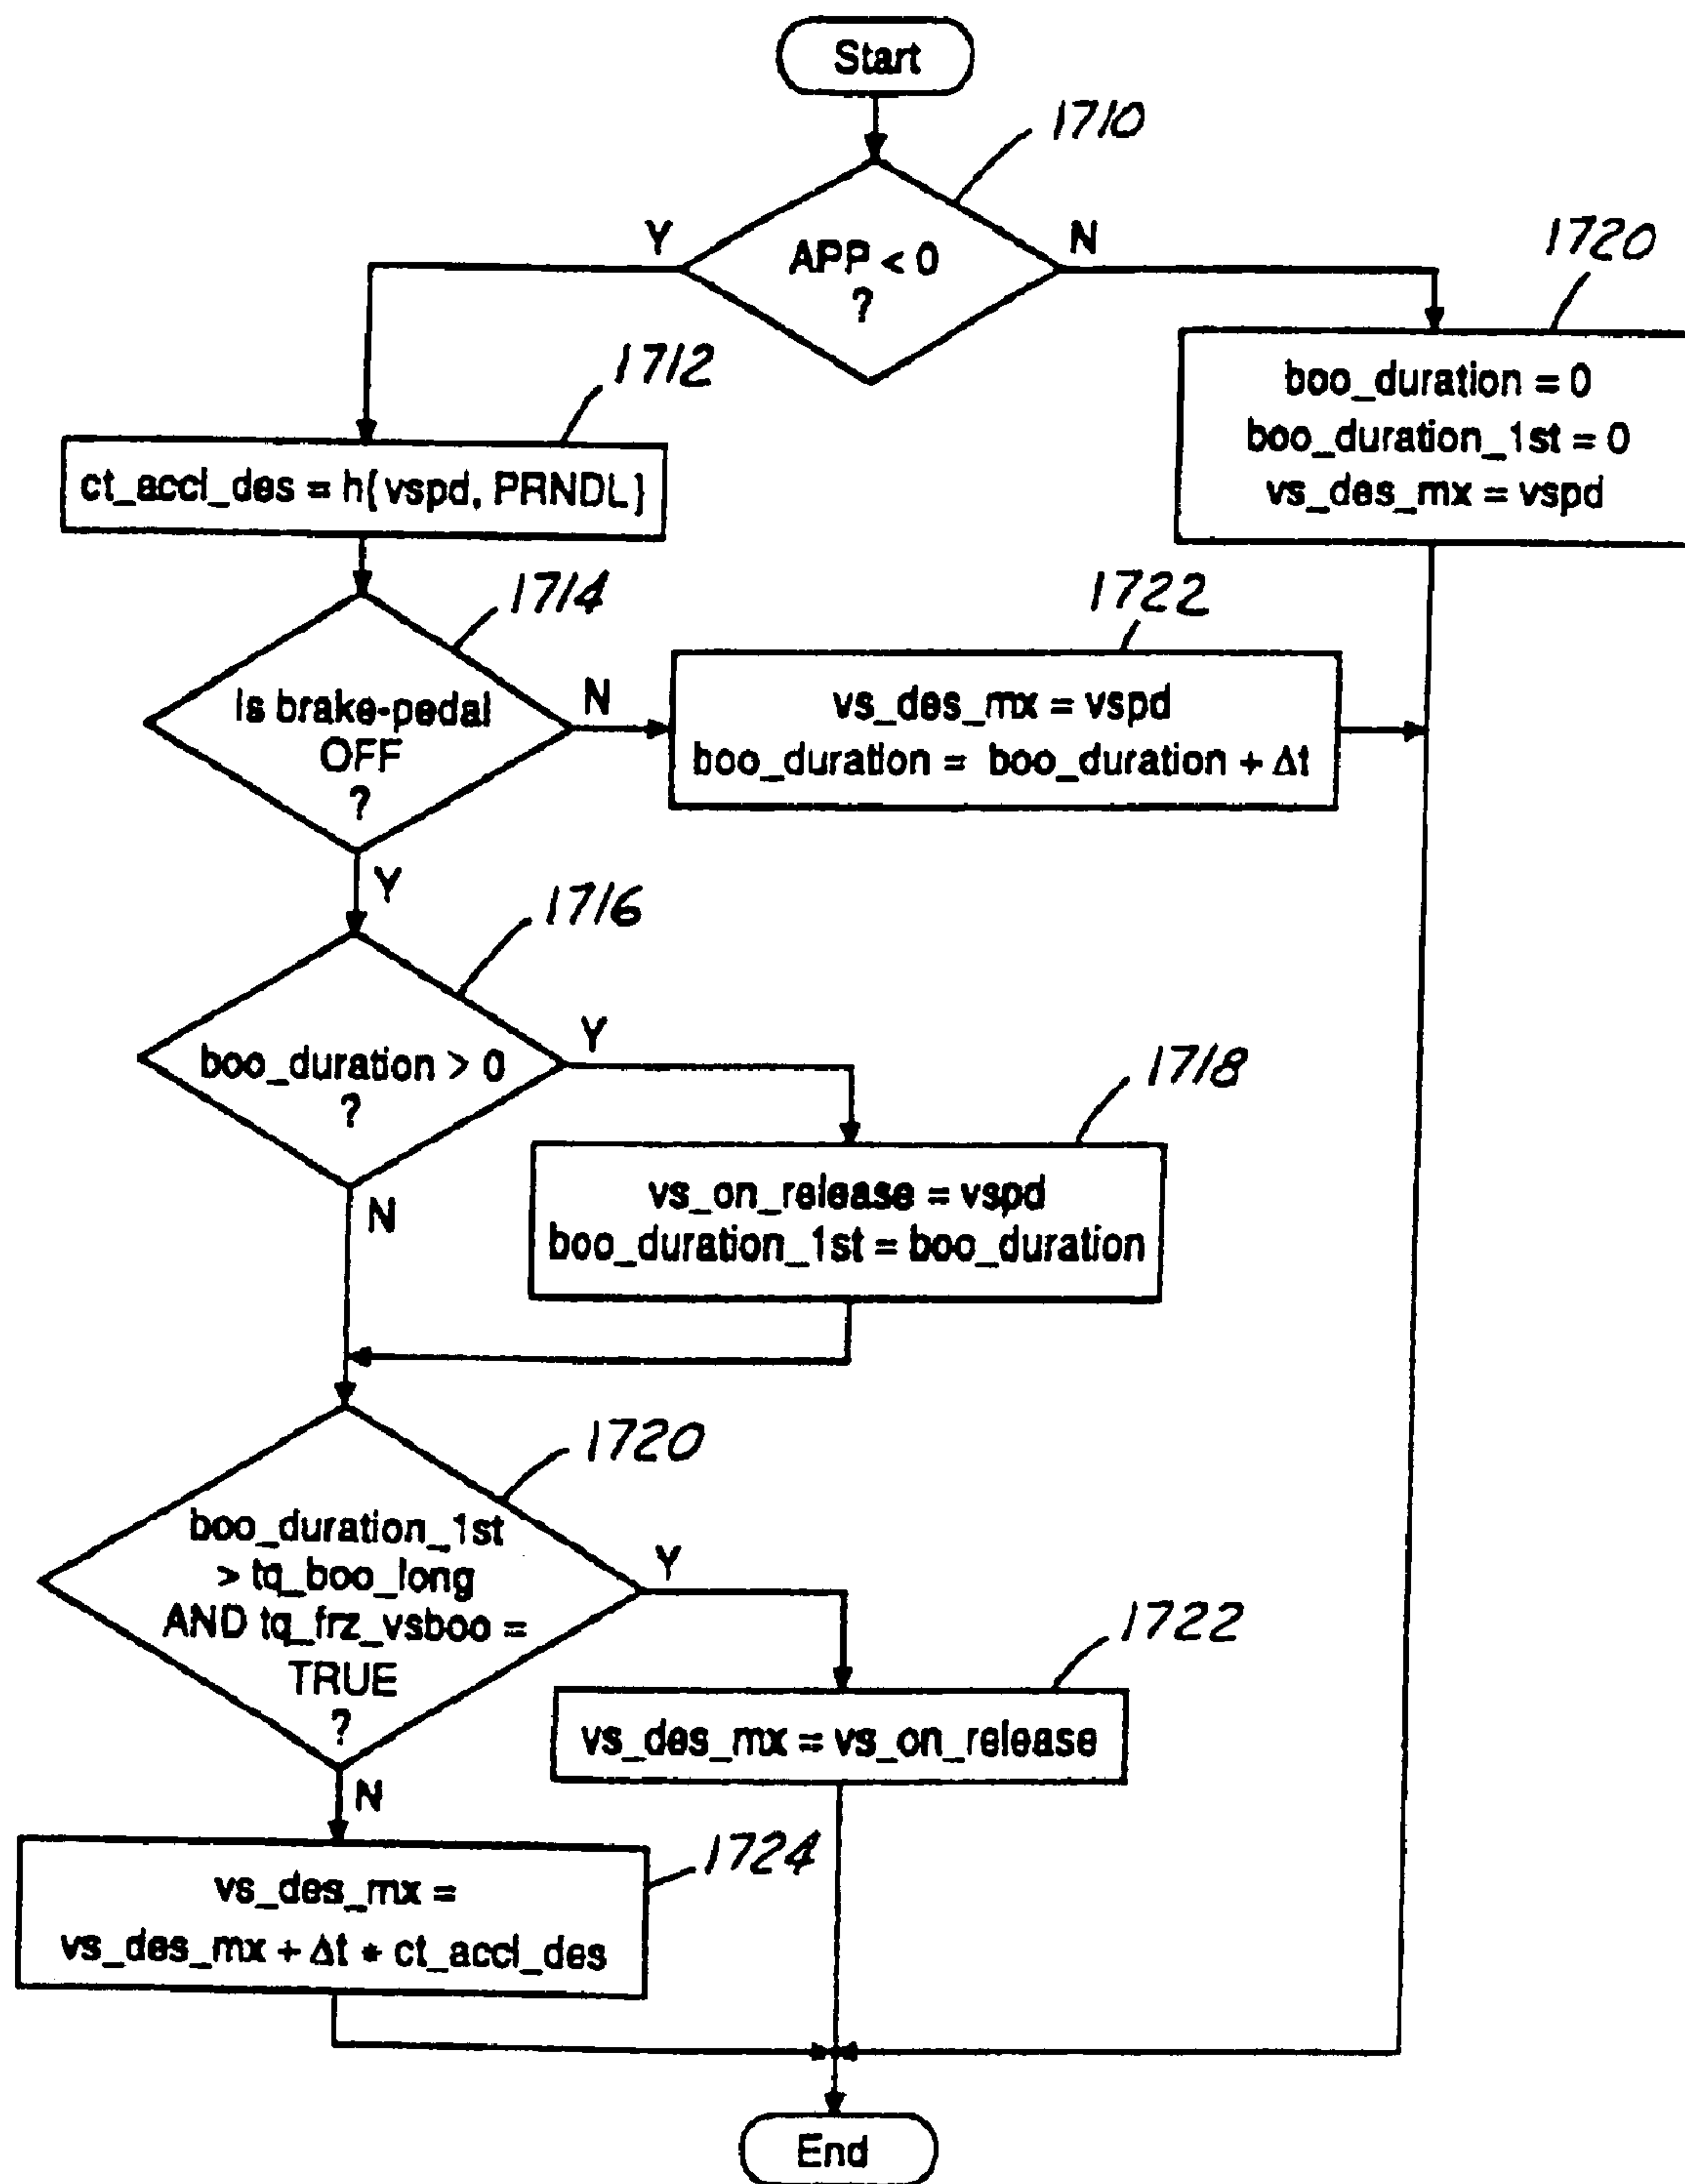 Start
1710
Y
N
APP < 0
?
1720
boo_duration = 0
boo_duration_1st = 0
vs_des_mx = vspd
1712
ct_accl_des = h{vspd, PRNDL}
1714
Is brake-pedal
OFF
?
N
Y
1722
vs_des_mx = vspd
boo_duration = boo_duration + Δt
1716
boo_duration > 0
?
Y
N
1718
vs_on_release = vspd
boo_duration_1st = boo_duration
1720
boo_duration_1st
> tq_boo_long
AND tq_frz_vsboo =
TRUE
?
Y
N
1722
vs_des_mx = vs_on_release
1724
vs_des_mx =
vs_des_mx + Δt * ct_accl_des
End